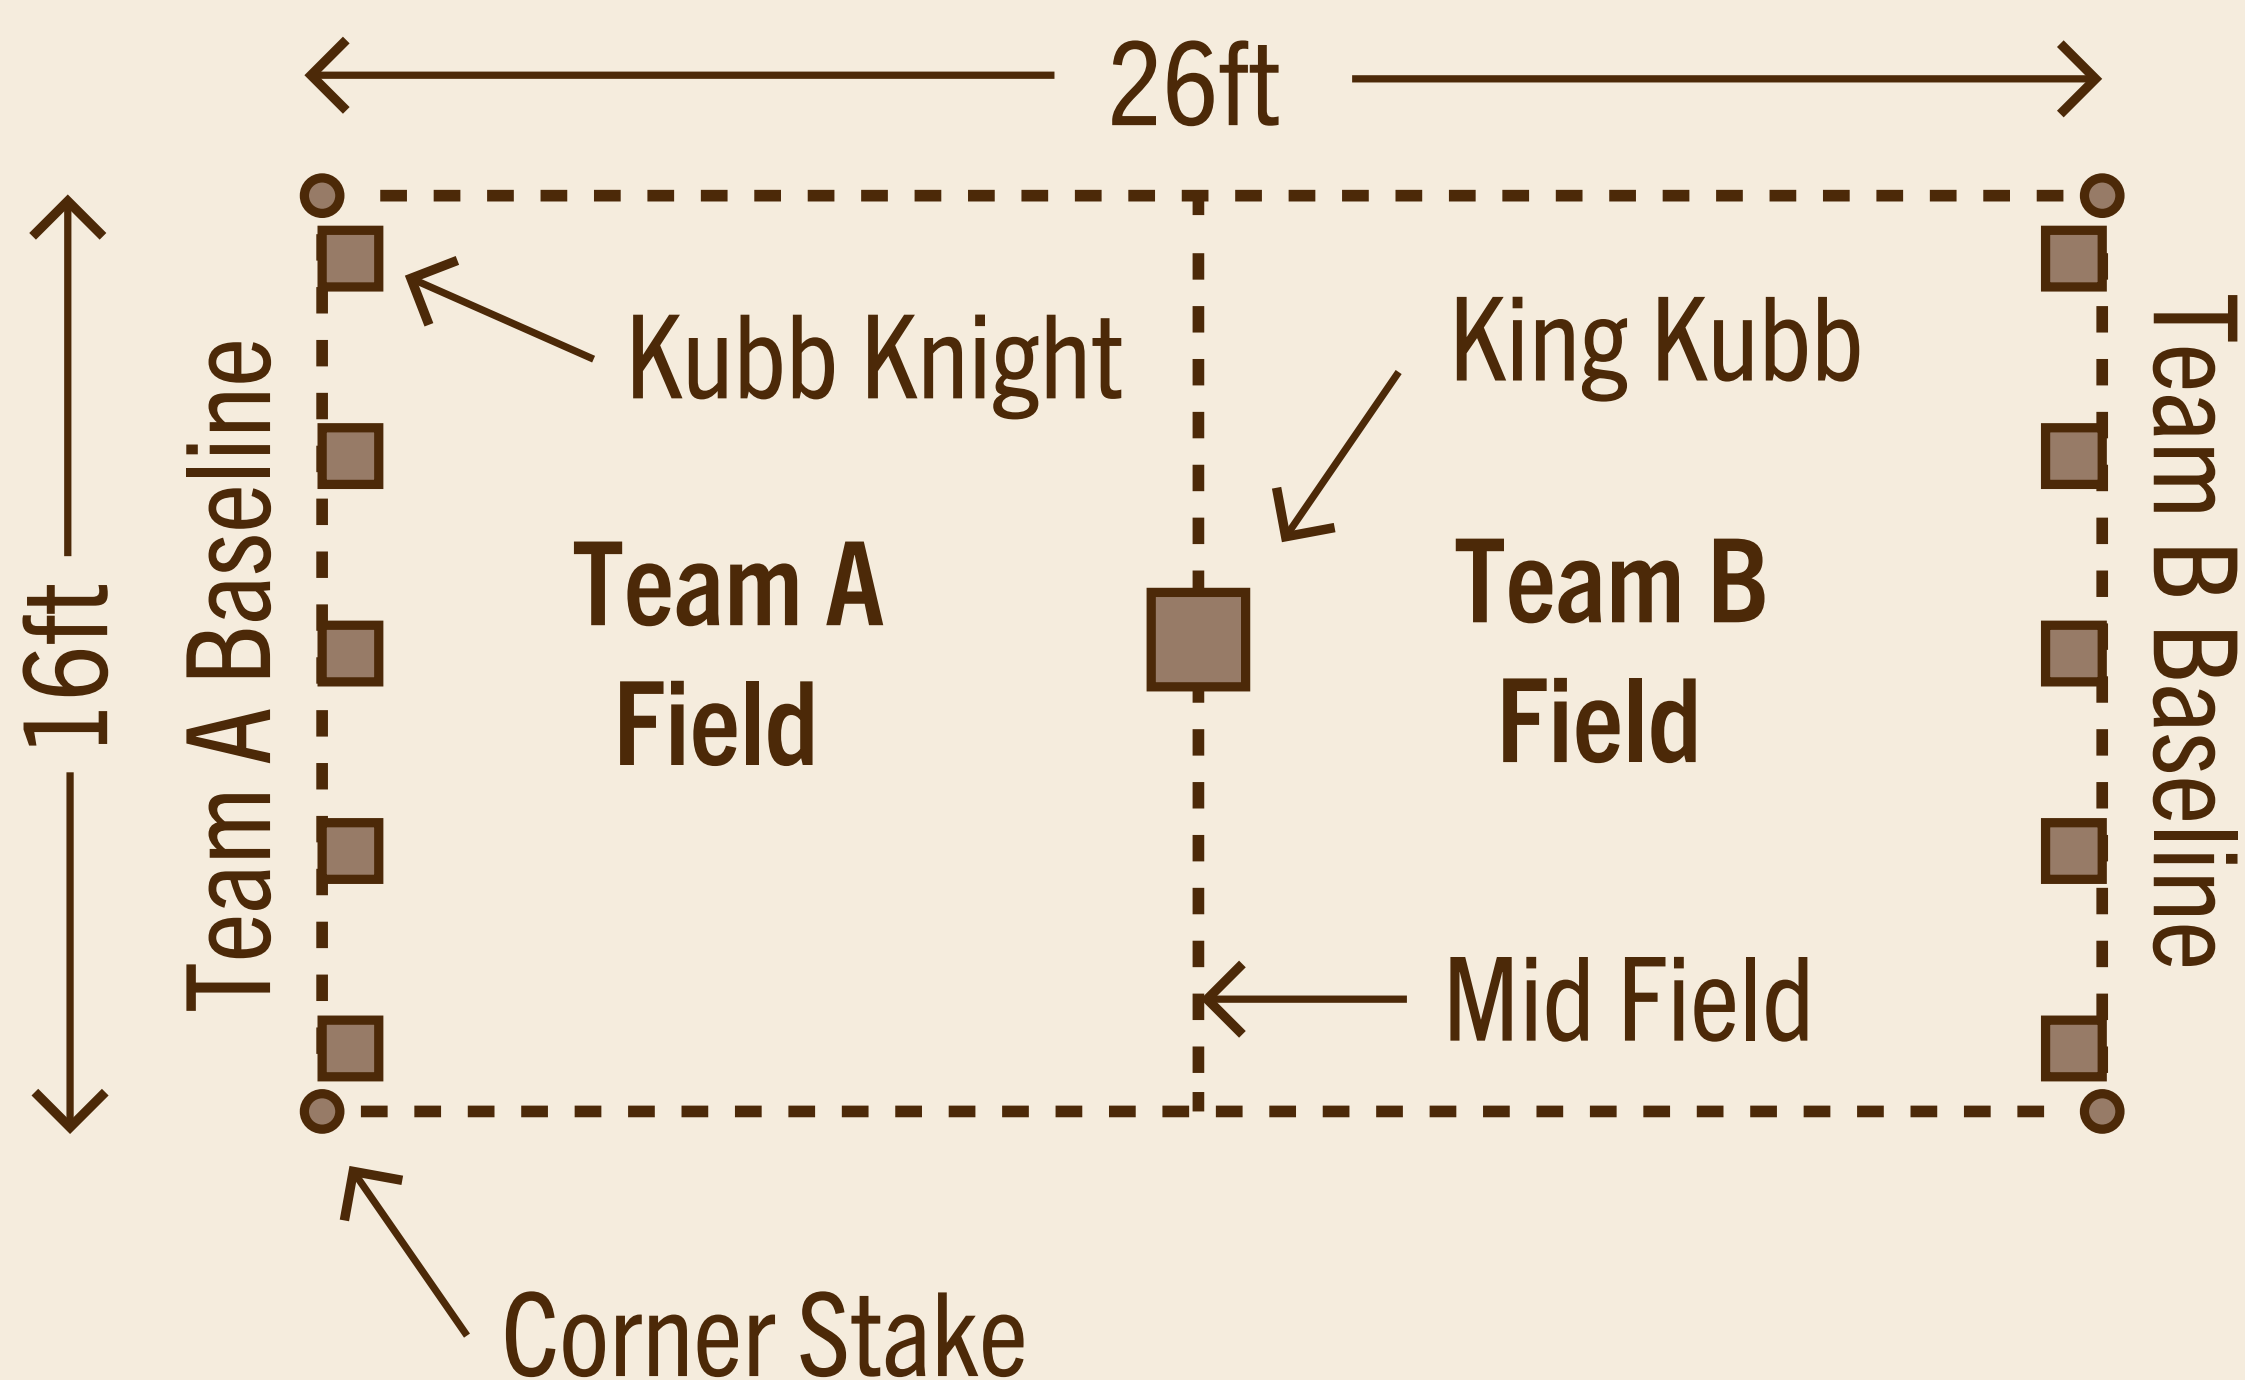 26ft
Kubb Knight
King Kubb
16ft
Team A Baseline
Team A
Field
Team B
Field
Team B Baseline
Mid Field
Corner Stake